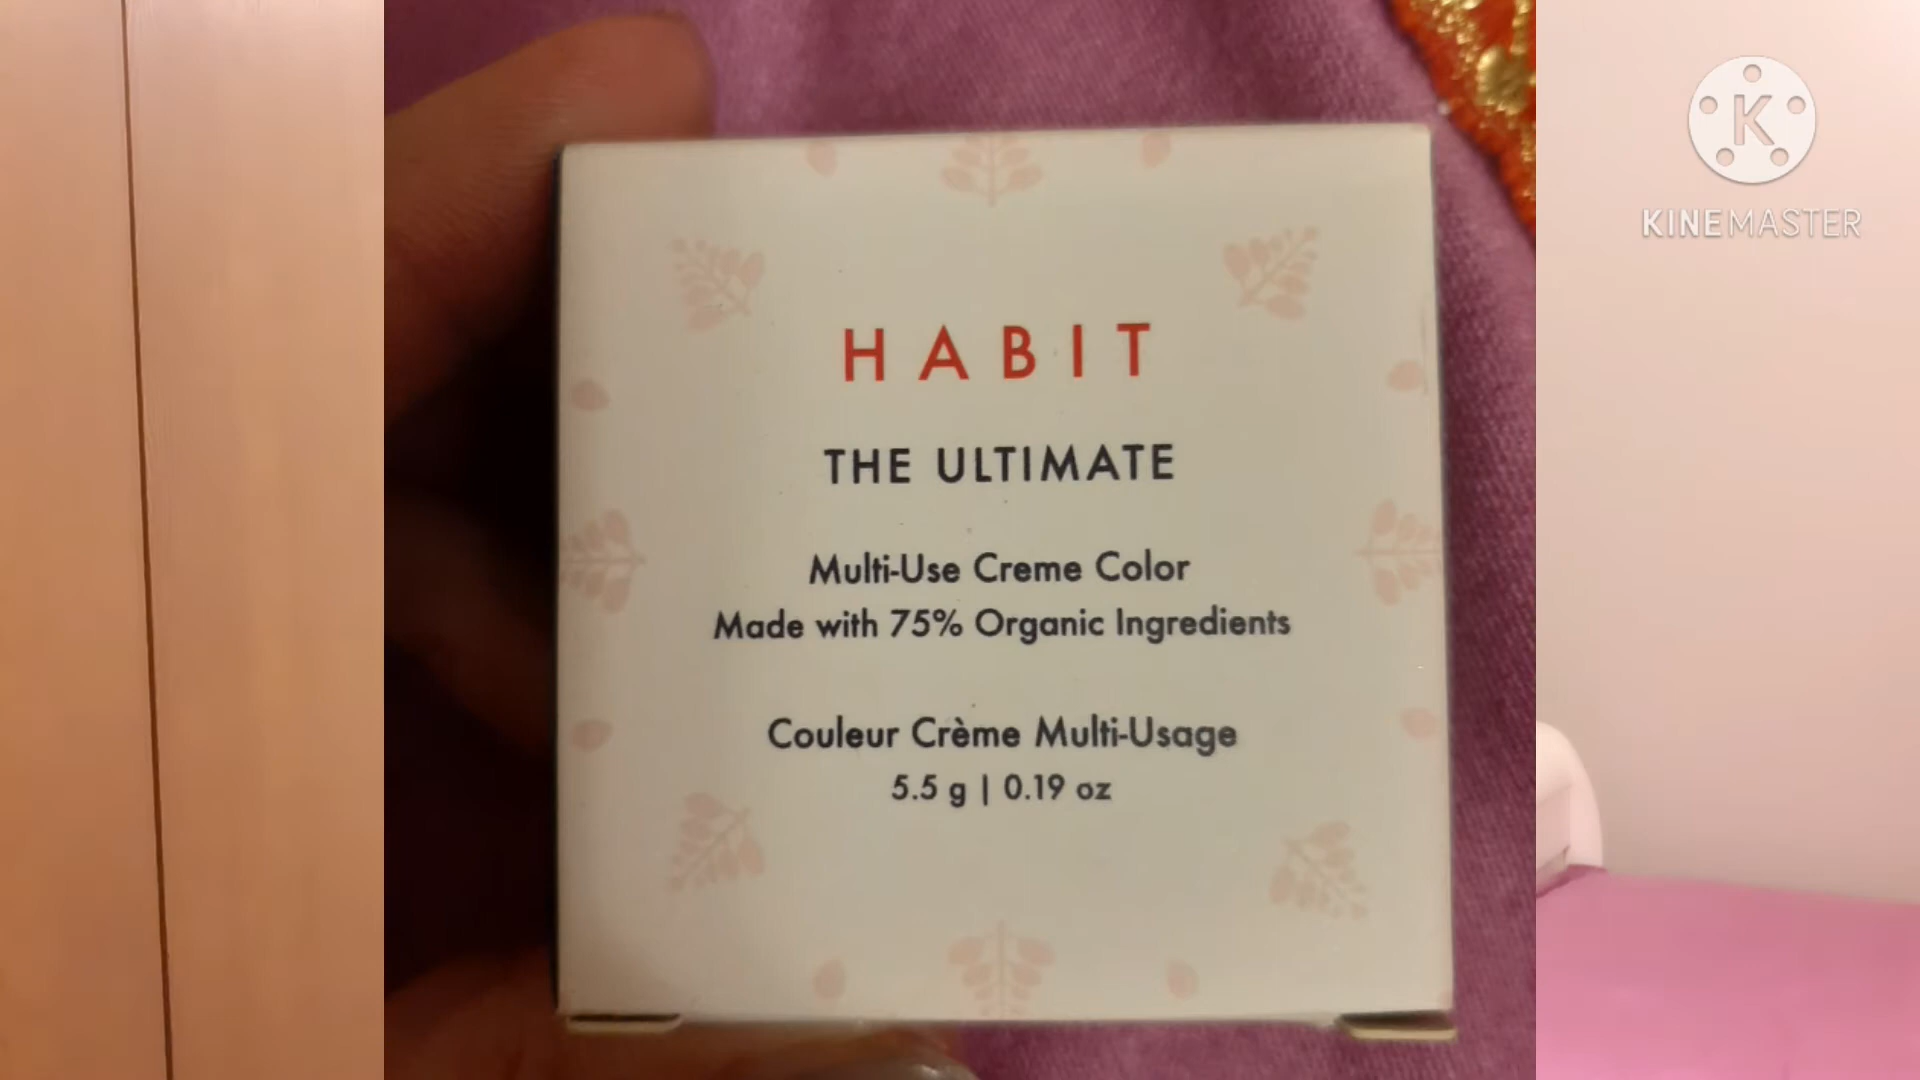 HABIT
THE ULTIMATE
Multi-Use Creme Color
Made with 75% Organic Ingredients
Couleur Crème Multi-Usage
5.5 g | 0.19 oz
K
KINEMASTER